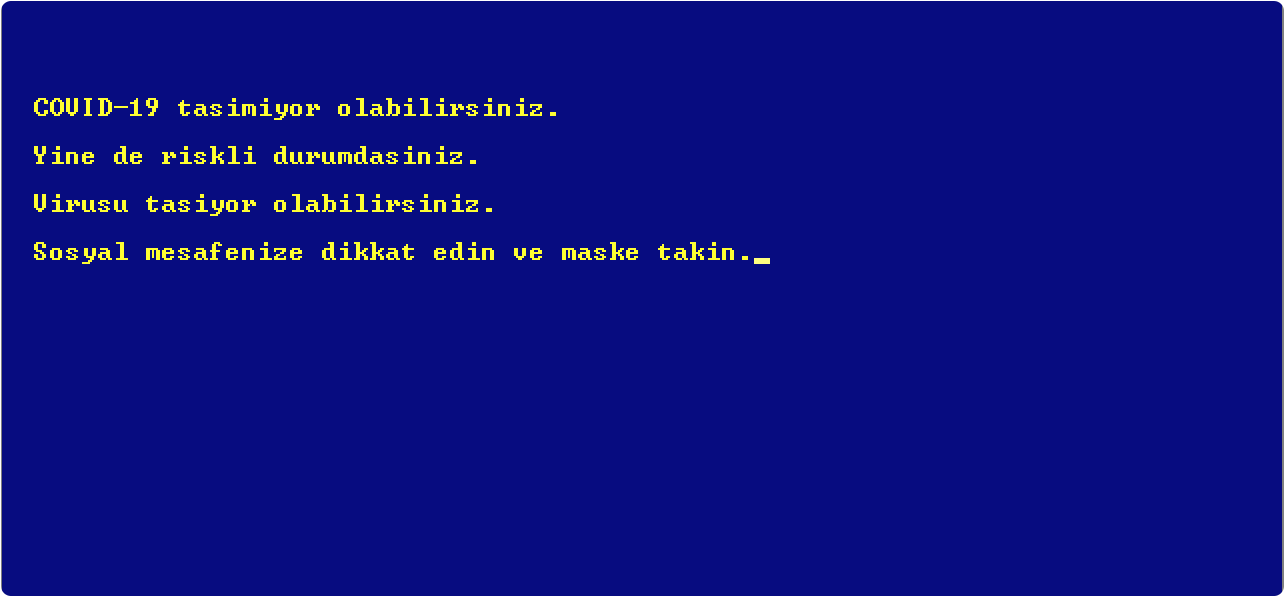 COVID-19 tasimiyor olabilirsiniz.
Yine de riskli durumdasiniz.
Virusu tasiyor olabilirsiniz.
Sosyal mesafenize dikkat edin ve maske takin._